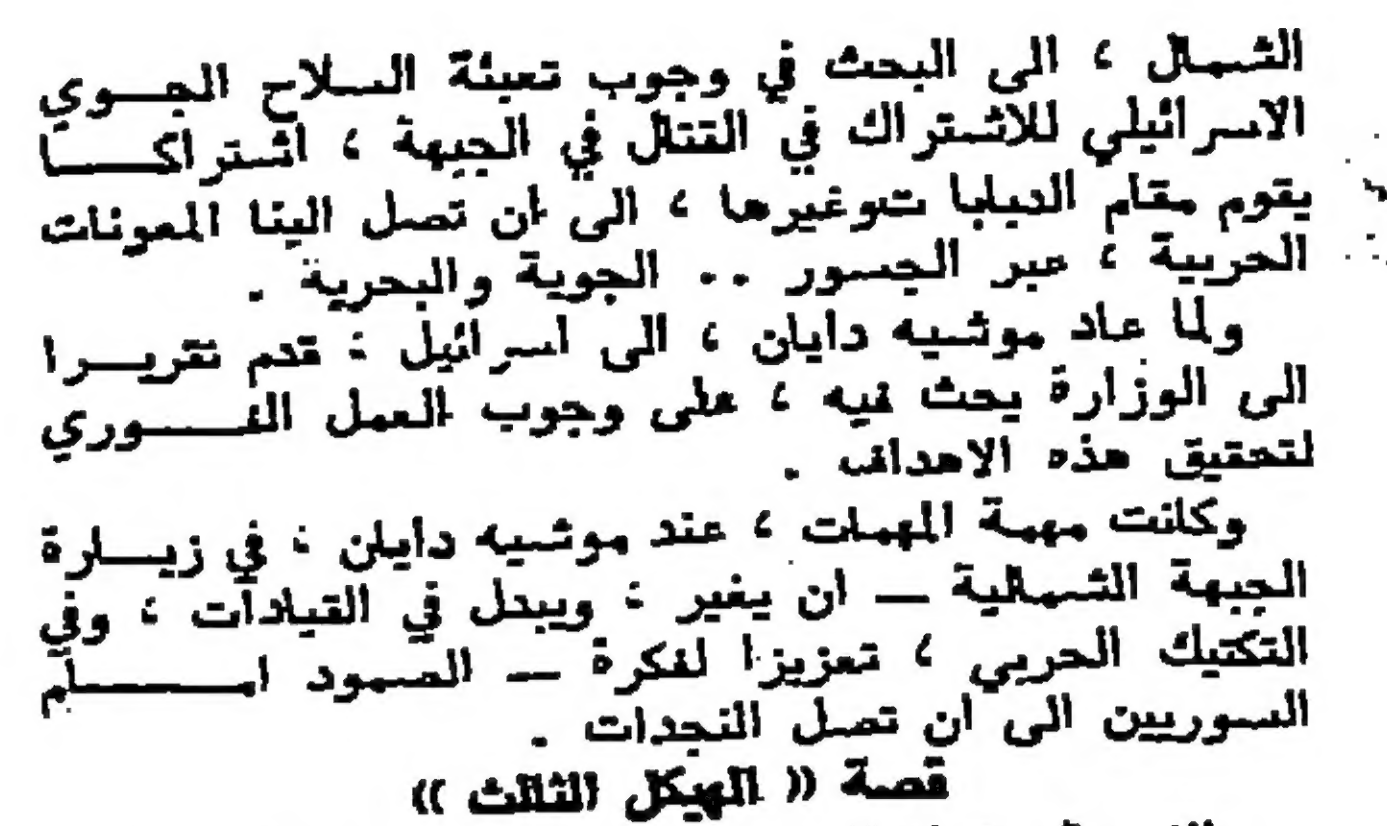 الشمال ، الى البحث في وجوب تعبئة السلاح الجوي
الاسرائيلي للاشتراك في القتال في الجبهة ، اشتراكا
يقوم مقام الدبابا توغيرها ، الى ان تصل الينا المعونات
الحربية ، عبر الجسور .. الجوية والبحرية .
ولما عاد موشيه دايان ، الى اسرائيل : قدم تقريرا
الى الوزارة يحث فيه ، على وجوب العمل الفوري
لتحقيق هذه الاهداف .
وكانت مهمة المهمات ، عند موشيه دايان : في زيارة
الجبهة الشمالية — ان يغير : ويبدل في القيادات ، وفي
التكتيك الحربي ، تعزيزا لفكرة — الصمود امام
السوريين الى ان تصل النجدات .
قصة « الهيكل الثالث »